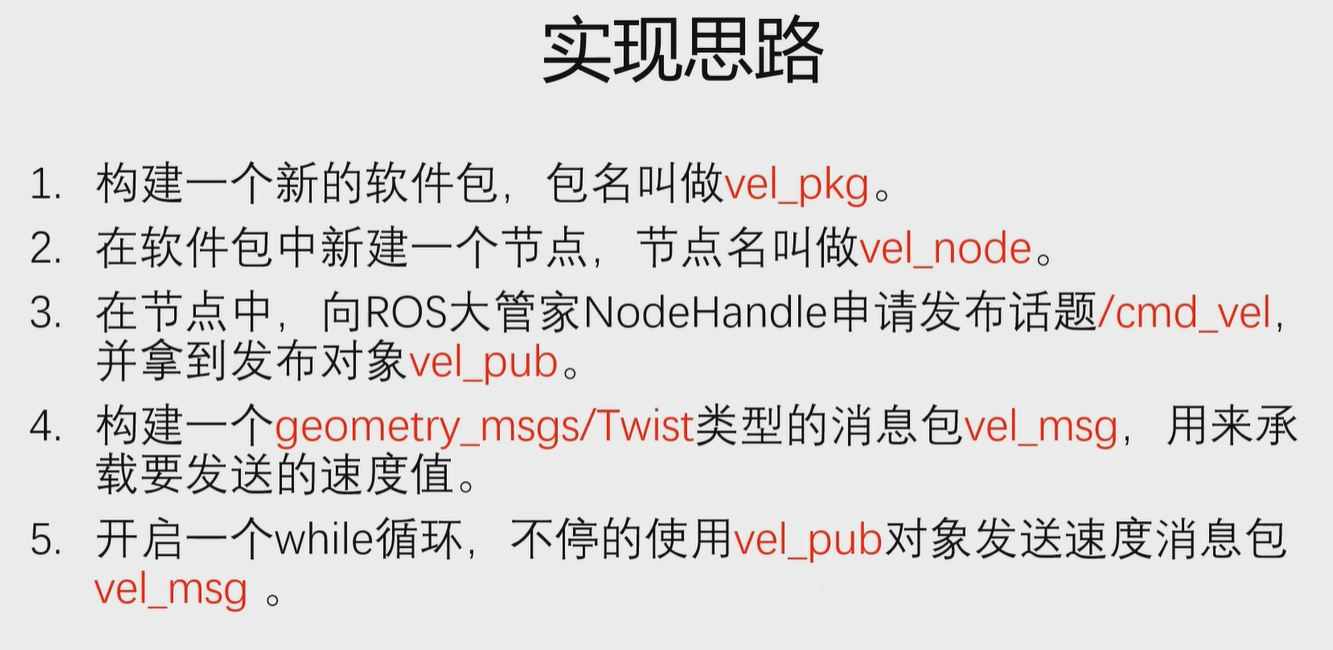 实现思路
1. 构建一个新的软件包，包名叫做vel_pkg。
2. 在软件包中新建一个节点，节点名叫做vel_node。
3. 在节点中，向ROS大管家NodeHandle申请发布话题/cmd_vel，
并拿到发布对象vel_pub。
4. 构建一个geometry_msgs/Twist类型的消息包vel_msg，用来承
载要发送的速度值。
5. 开启一个while循环，不停的使用vel_pub对象发送速度消息包
vel_msg 。